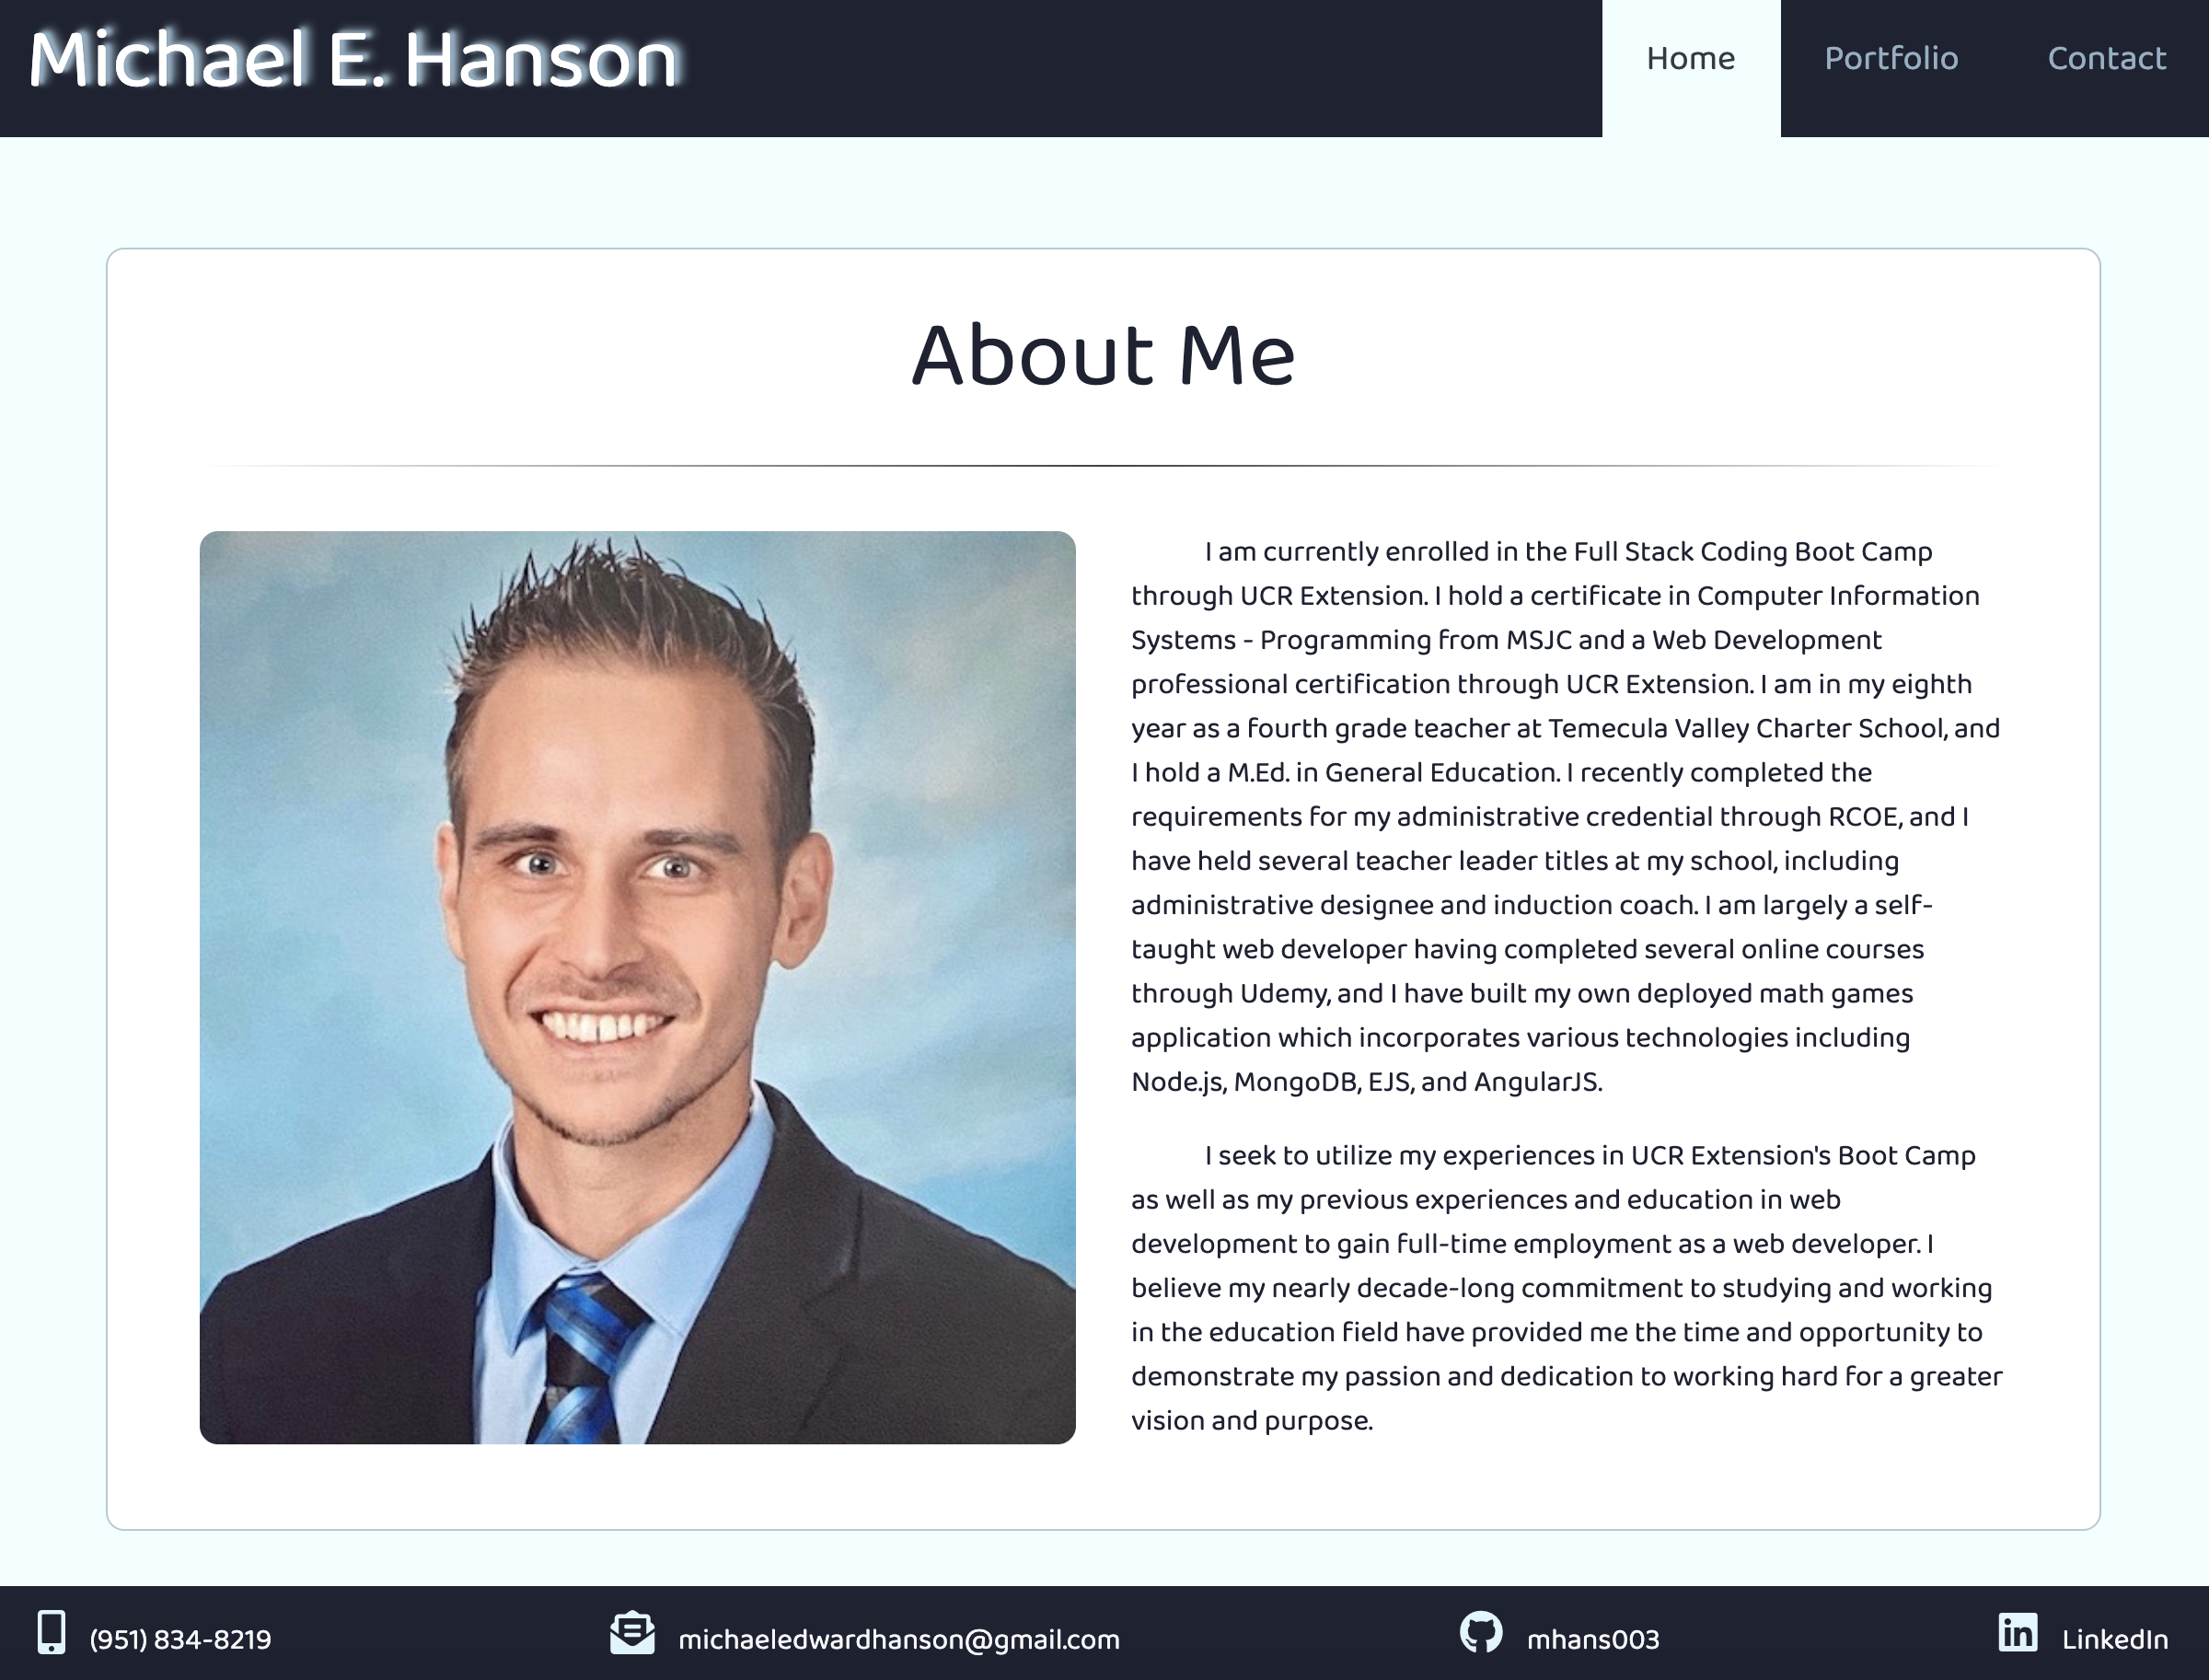 Michael E. Hanson
Home
Portfolio
Contact
About Me
I am currently enrolled in the Full Stack Coding Boot Camp
through UCR Extension. I hold a certificate in Computer Information
Systems - Programming from MSJC and a Web Development
professional certification through UCR Extension. I am in my eighth
year as a fourth grade teacher at Temecula Valley Charter School, and
I hold a M.Ed. in General Education. I recently completed the
requirements for my administrative credential through RCOE, and I
have held several teacher leader titles at my school, including
administrative designee and induction coach. I am largely a self-
taught web developer having completed several online courses
through Udemy, and I have built my own deployed math games
application which incorporates various technologies including
Node.js, MongoDB, EJS, and AngularJS.
I seek to utilize my experiences in UCR Extension's Boot Camp
as well as my previous experiences and education in web
development to gain full-time employment as a web developer. I
believe my nearly decade-long commitment to studying and working
in the education field have provided me the time and opportunity to
demonstrate my passion and dedication to working hard for a greater
vision and purpose.
(951) 834-8219
michaeledwardhanson@gmail.com
mhans003
LinkedIn